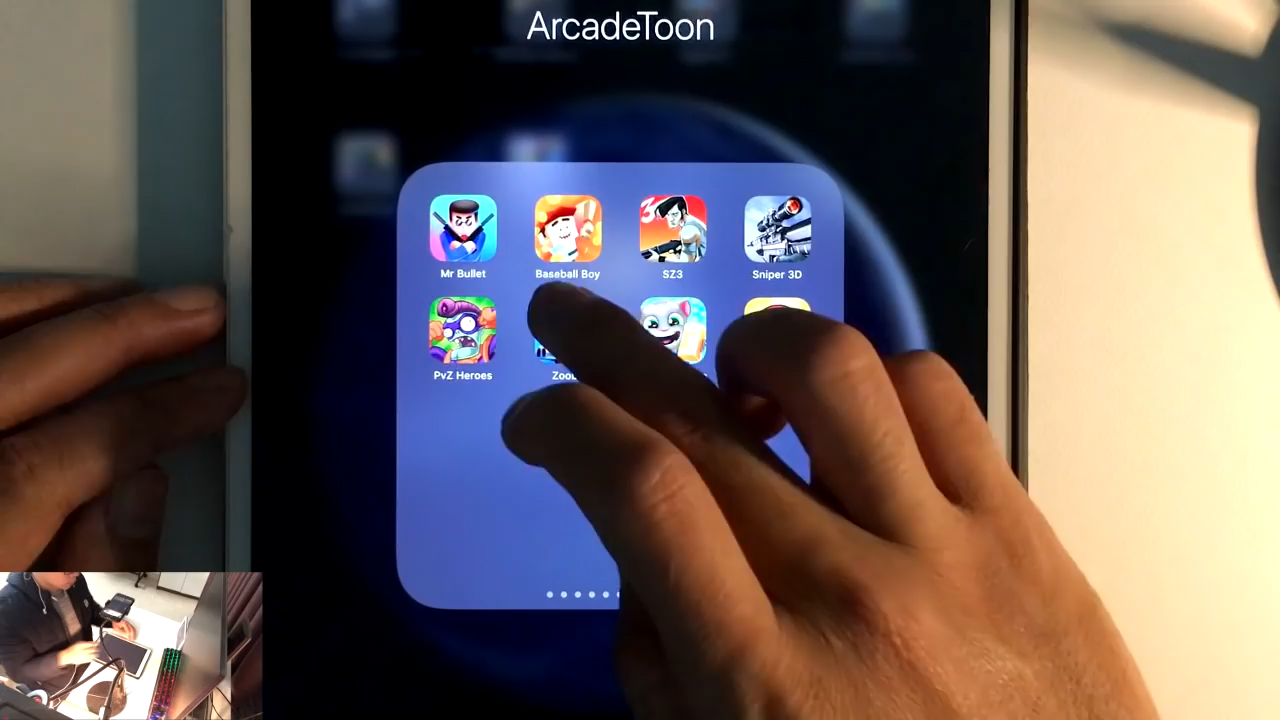 ArcadeToon
Mr Bullet
Baseball Boy
SZ3
Sniper 3D
PvZ Heroes